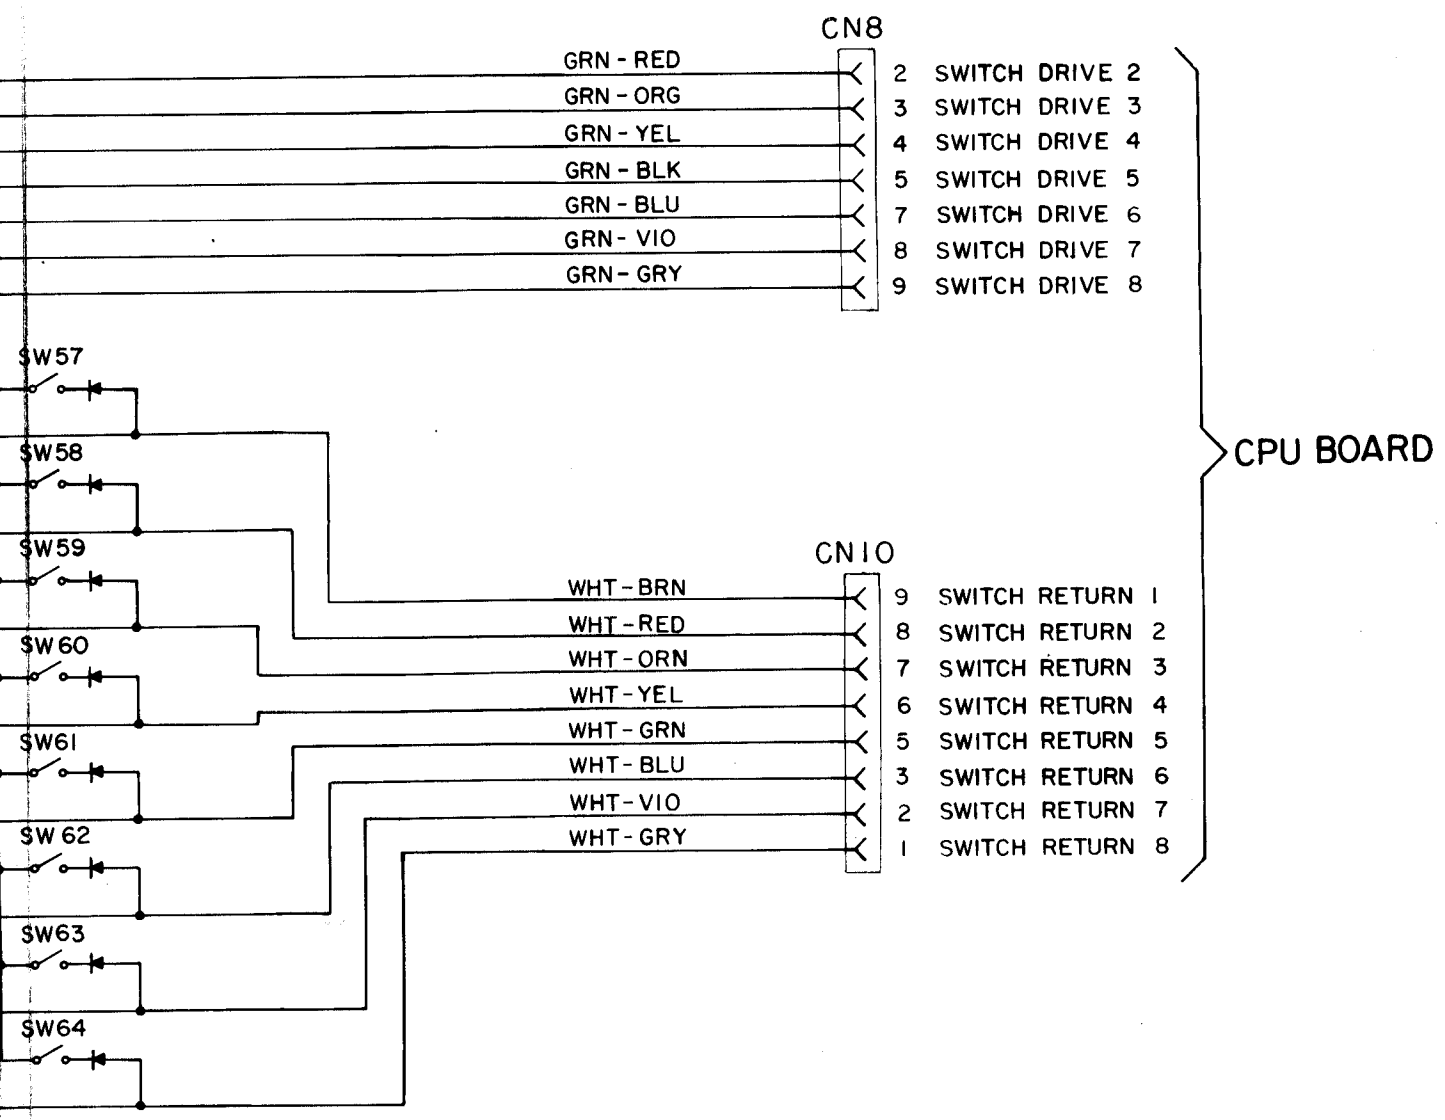 CN8
GRN-RED 2 SWITCH DRIVE 2
GRN-ORG 3 SWITCH DRIVE 3
GRN-YEL 4 SWITCH DRIVE 4
GRN-BLK 5 SWITCH DRIVE 5
GRN-BLU 7 SWITCH DRIVE 6
GRN-VIO 8 SWITCH DRIVE 7
GRN-GRY 9 SWITCH DRIVE 8
SW57
SW58
SW59
SW60
SW61
SW62
SW63
SW64
CPU BOARD
CN10
WHT-BRN 9 SWITCH RETURN 1
WHT-RED 8 SWITCH RETURN 2
WHT-ORN 7 SWITCH RETURN 3
WHT-YEL 6 SWITCH RETURN 4
WHT-GRN 5 SWITCH RETURN 5
WHT-BLU 3 SWITCH RETURN 6
WHT-VIO 2 SWITCH RETURN 7
WHT-GRY 1 SWITCH RETURN 8